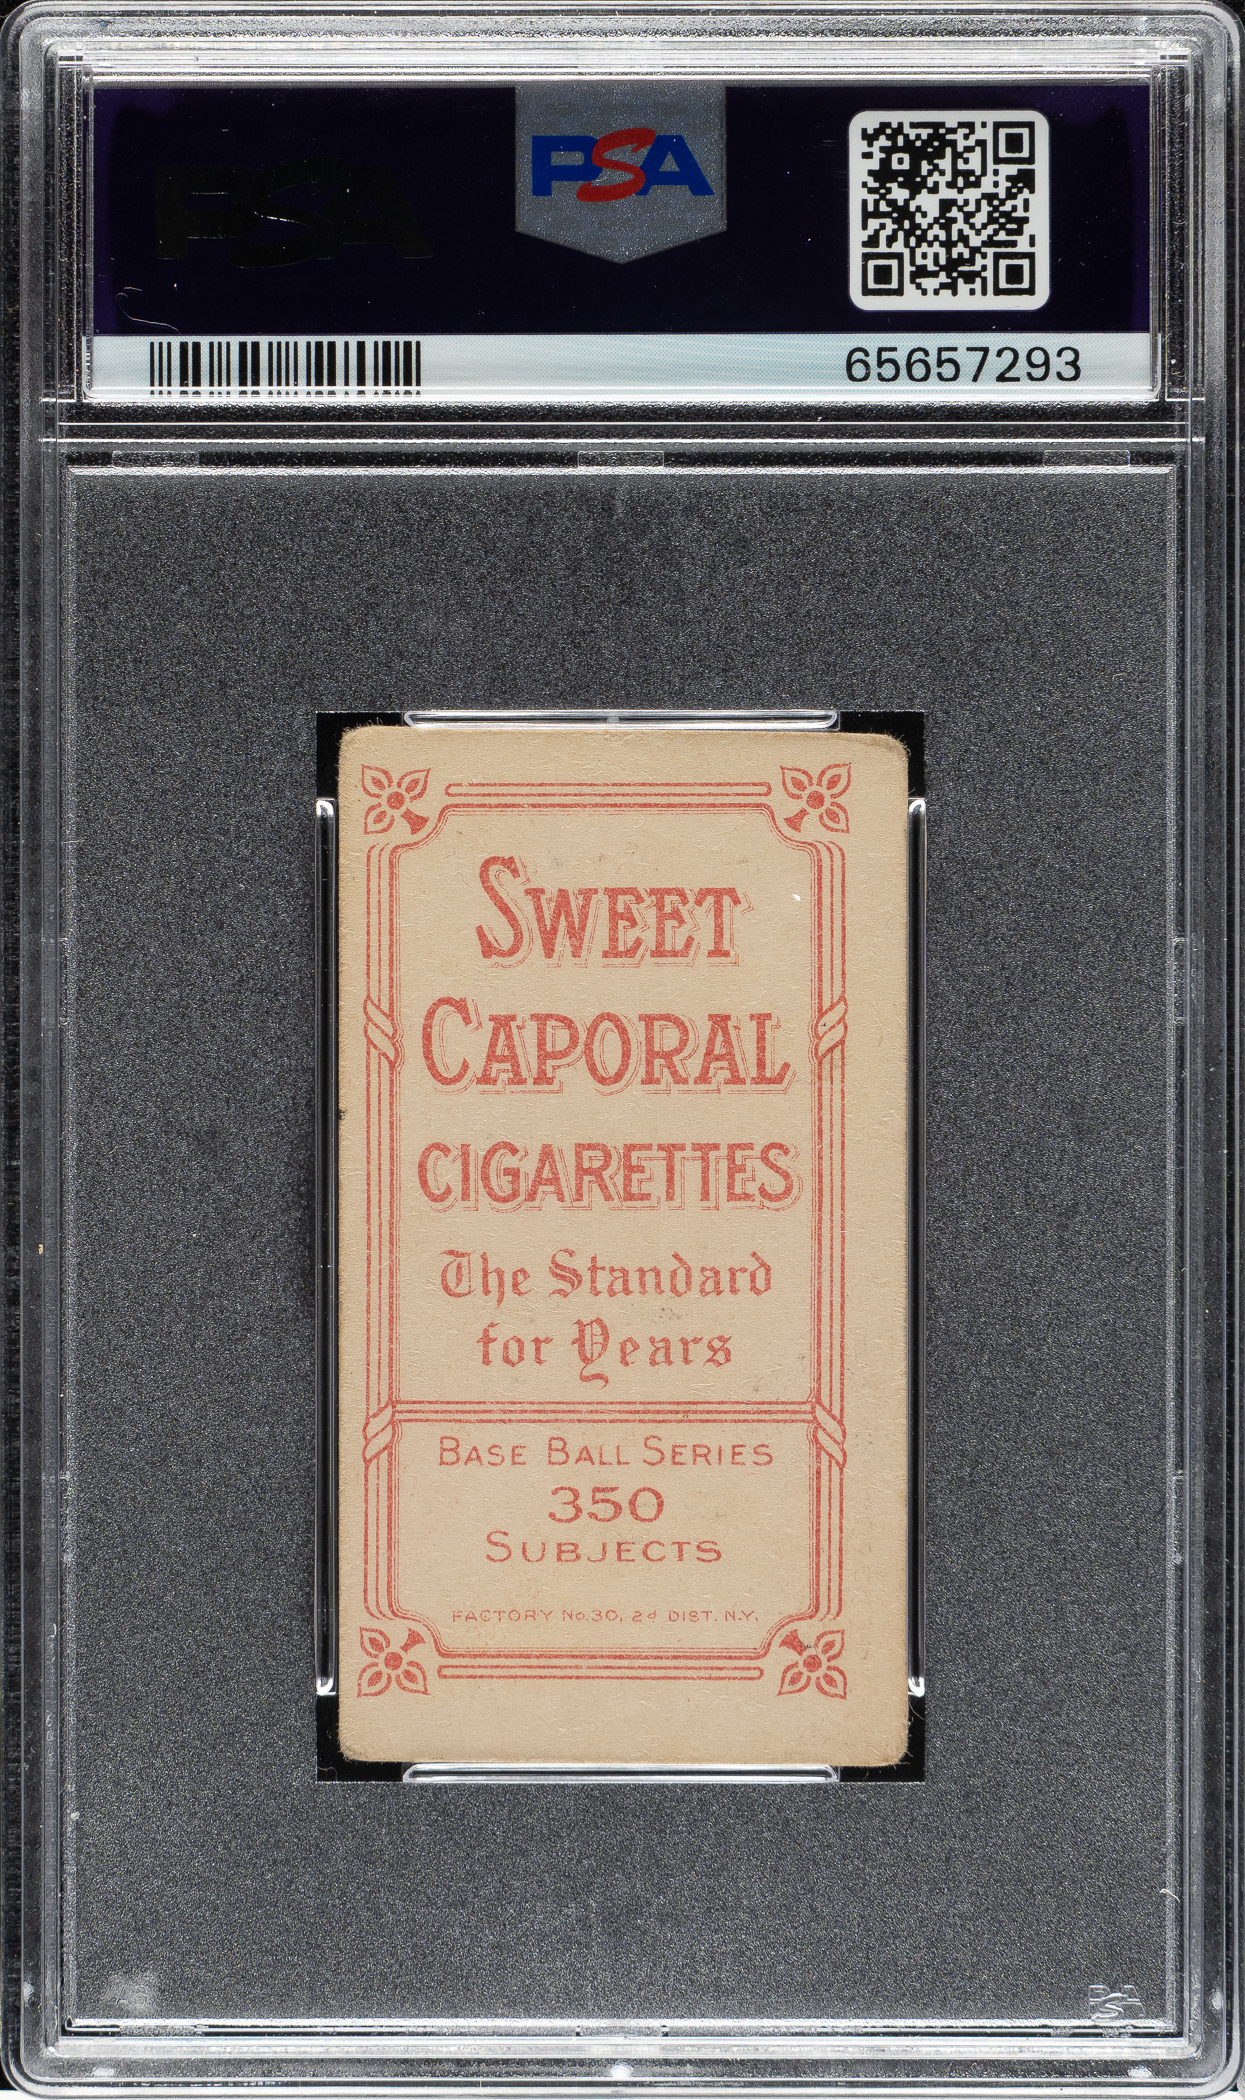 PSA
PSA
65657293
SWEET
CAPORAL
CIGARETTES
The Standard
for Years
BASE BALL SERIES
350
SUBJECTS
FACTORY No. 30, 2d DIST. N.Y.
PSA